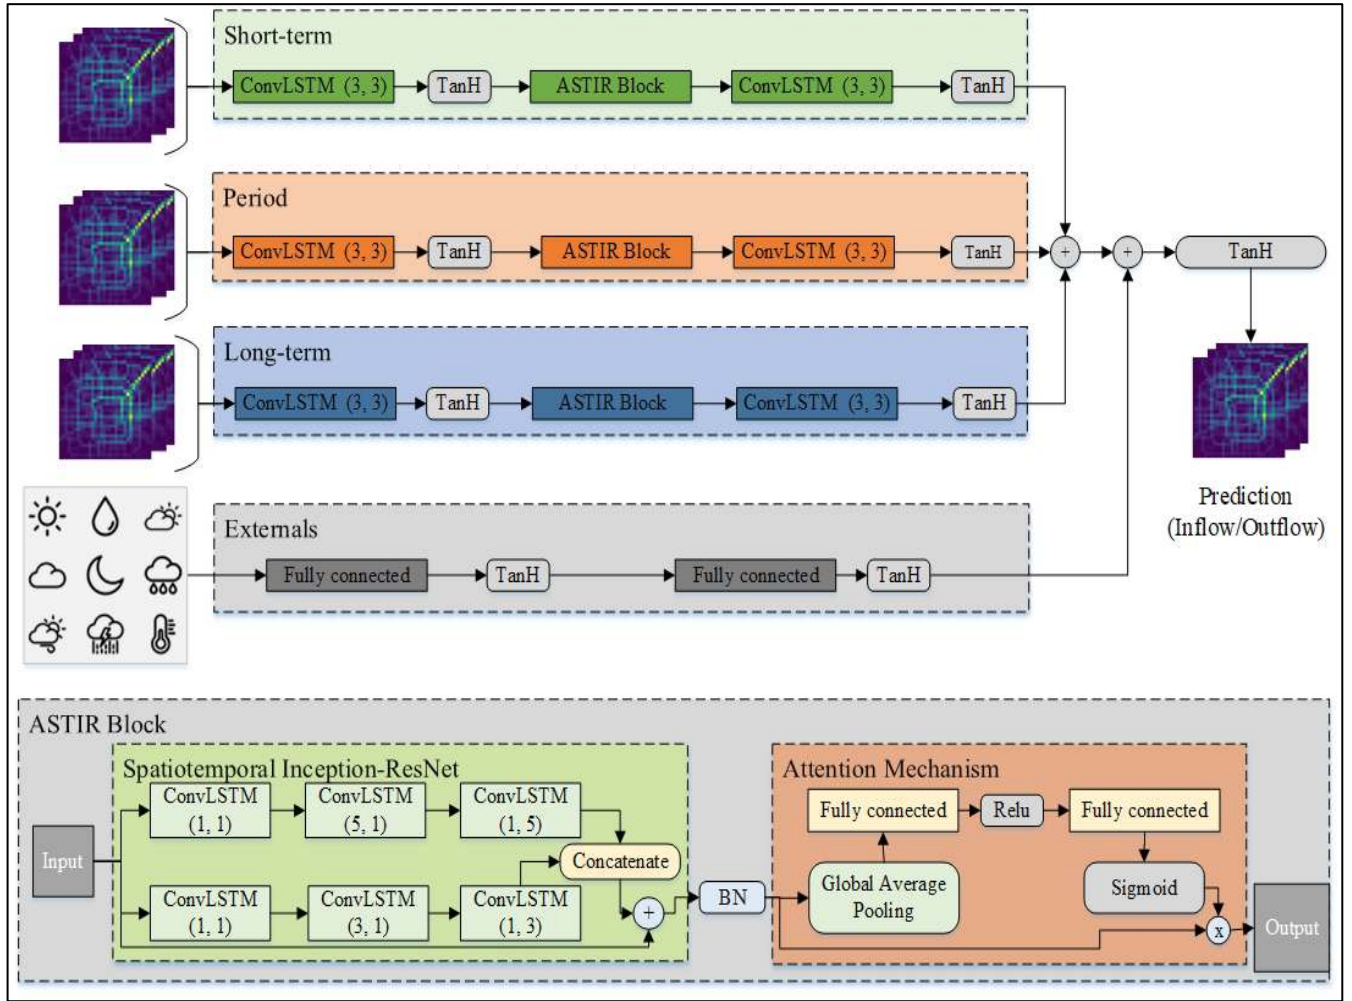 Short-term
ConvLSTM (3, 3)
TanH
ASTIR Block
ConvLSTM (3, 3)
TanH
Period
ConvLSTM (3, 3)
TanH
ASTIR Block
ConvLSTM (3, 3)
TanH
+
+
TanH
Long-term
ConvLSTM (3, 3)
TanH
ASTIR Block
ConvLSTM (3, 3)
TanH
Prediction
(Inflow/Outflow)
Externals
Fully connected
TanH
Fully connected
TanH
ASTIR Block
Spatiotemporal Inception-ResNet
Input
ConvLSTM
(1, 1)
ConvLSTM
(5, 1)
ConvLSTM
(1, 5)
Concatenate
ConvLSTM
(1, 1)
ConvLSTM
(3, 1)
ConvLSTM
(1, 3)
+
BN
Attention Mechanism
Fully connected
Relu
Fully connected
Global Average
Pooling
Sigmoid
x
Output